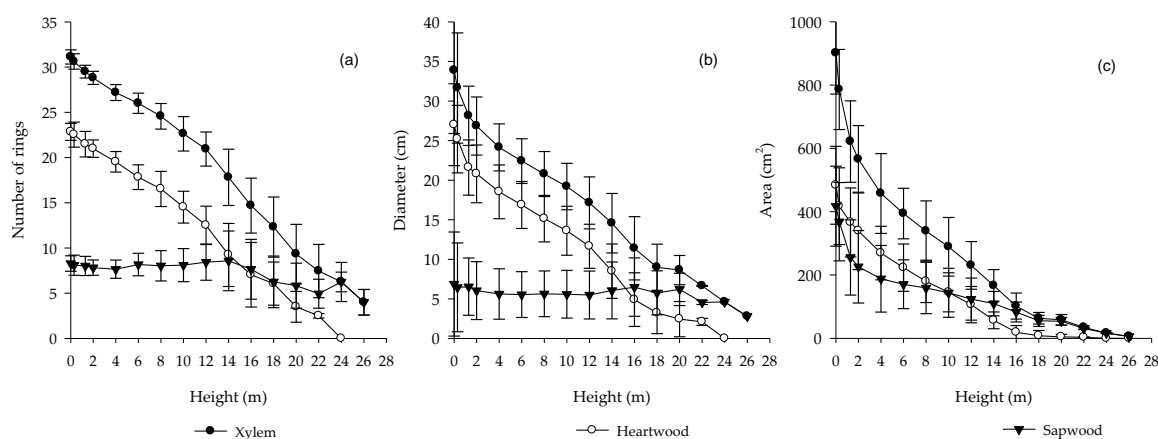 35
30
25
20
15
10
5
0
Number of rings
(a)
0 2 4 6 8 10 12 14 16 18 20 22 24 26 28
Height (m)
40
35
30
25
20
15
10
5
0
Diameter (cm)
(b)
0 2 4 6 8 10 12 14 16 18 20 22 24 26 28
Height (m)
1000
800
600
400
200
0
Area (cm²)
(c)
0 2 4 6 8 10 12 14 16 18 20 22 24 26 28
Height (m)
Xylem
Heartwood
Sapwood